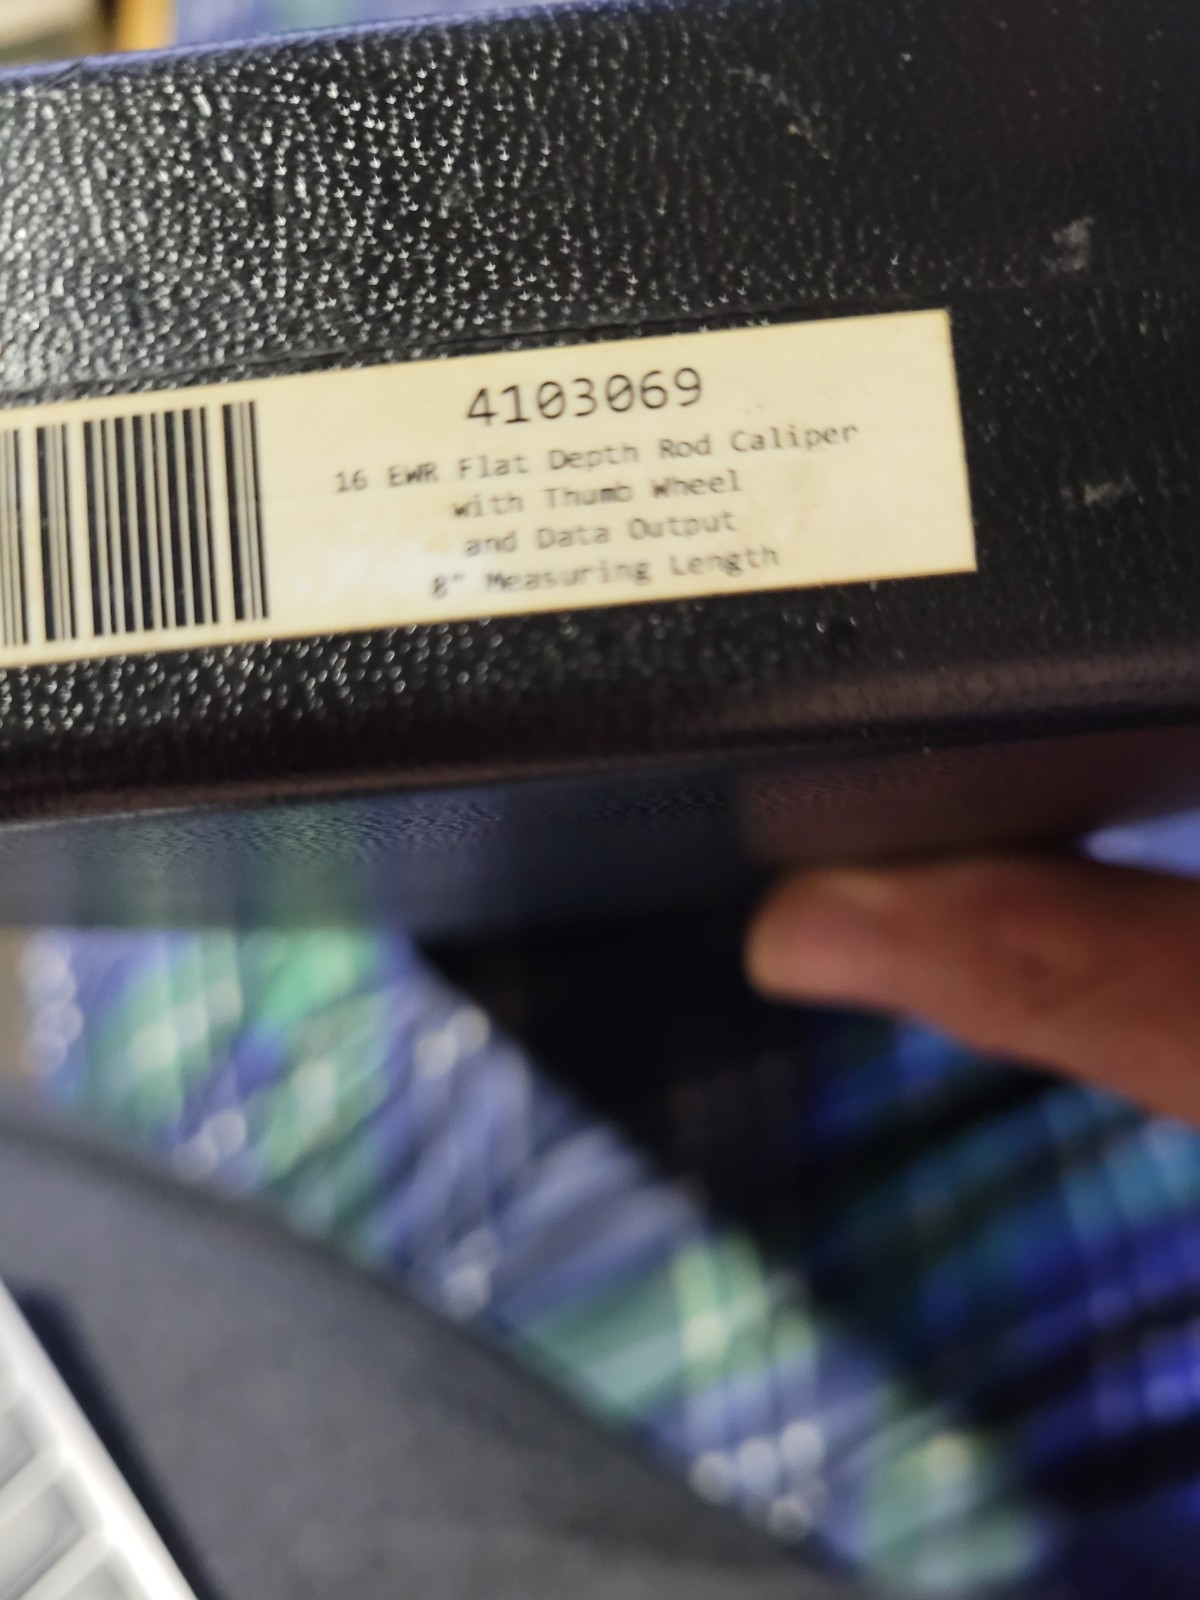 4103069
16 EWR Flat Depth Rod Caliper
with Thumb Wheel
and Data Output
8" Measuring Length